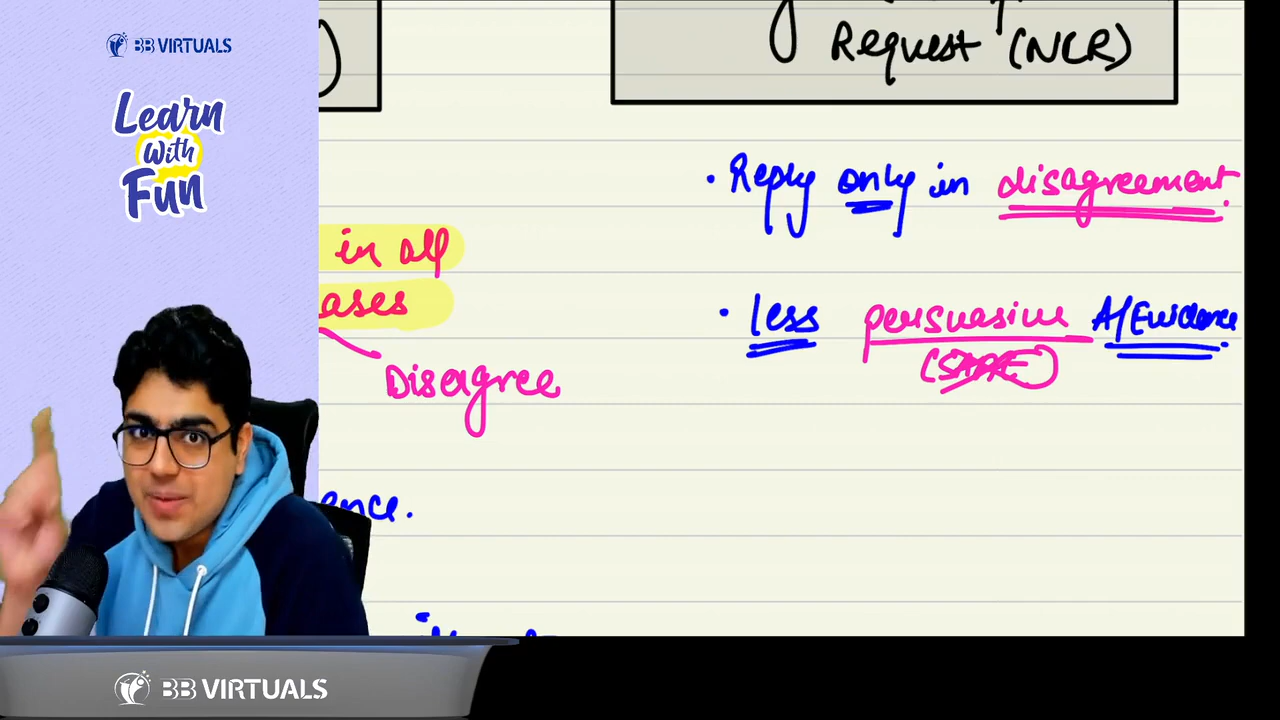 BB VIRTUALS
Learn
With
Fun
Request (NCR)
• Reply only in disagreement.
in all
ases
Disagree
• less persuasive A/Evidence
ence.
BB VIRTUALS